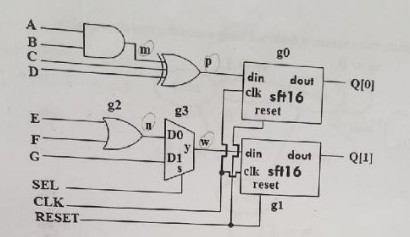 A
B
C
D
m
p
g0
din dout
clk sft16
reset
Q[0]
E
F
G
g2
n
g3
D0
y
D1
s
w
din dout
clk sft16
reset
Q[1]
g1
SEL
CLK
RESET